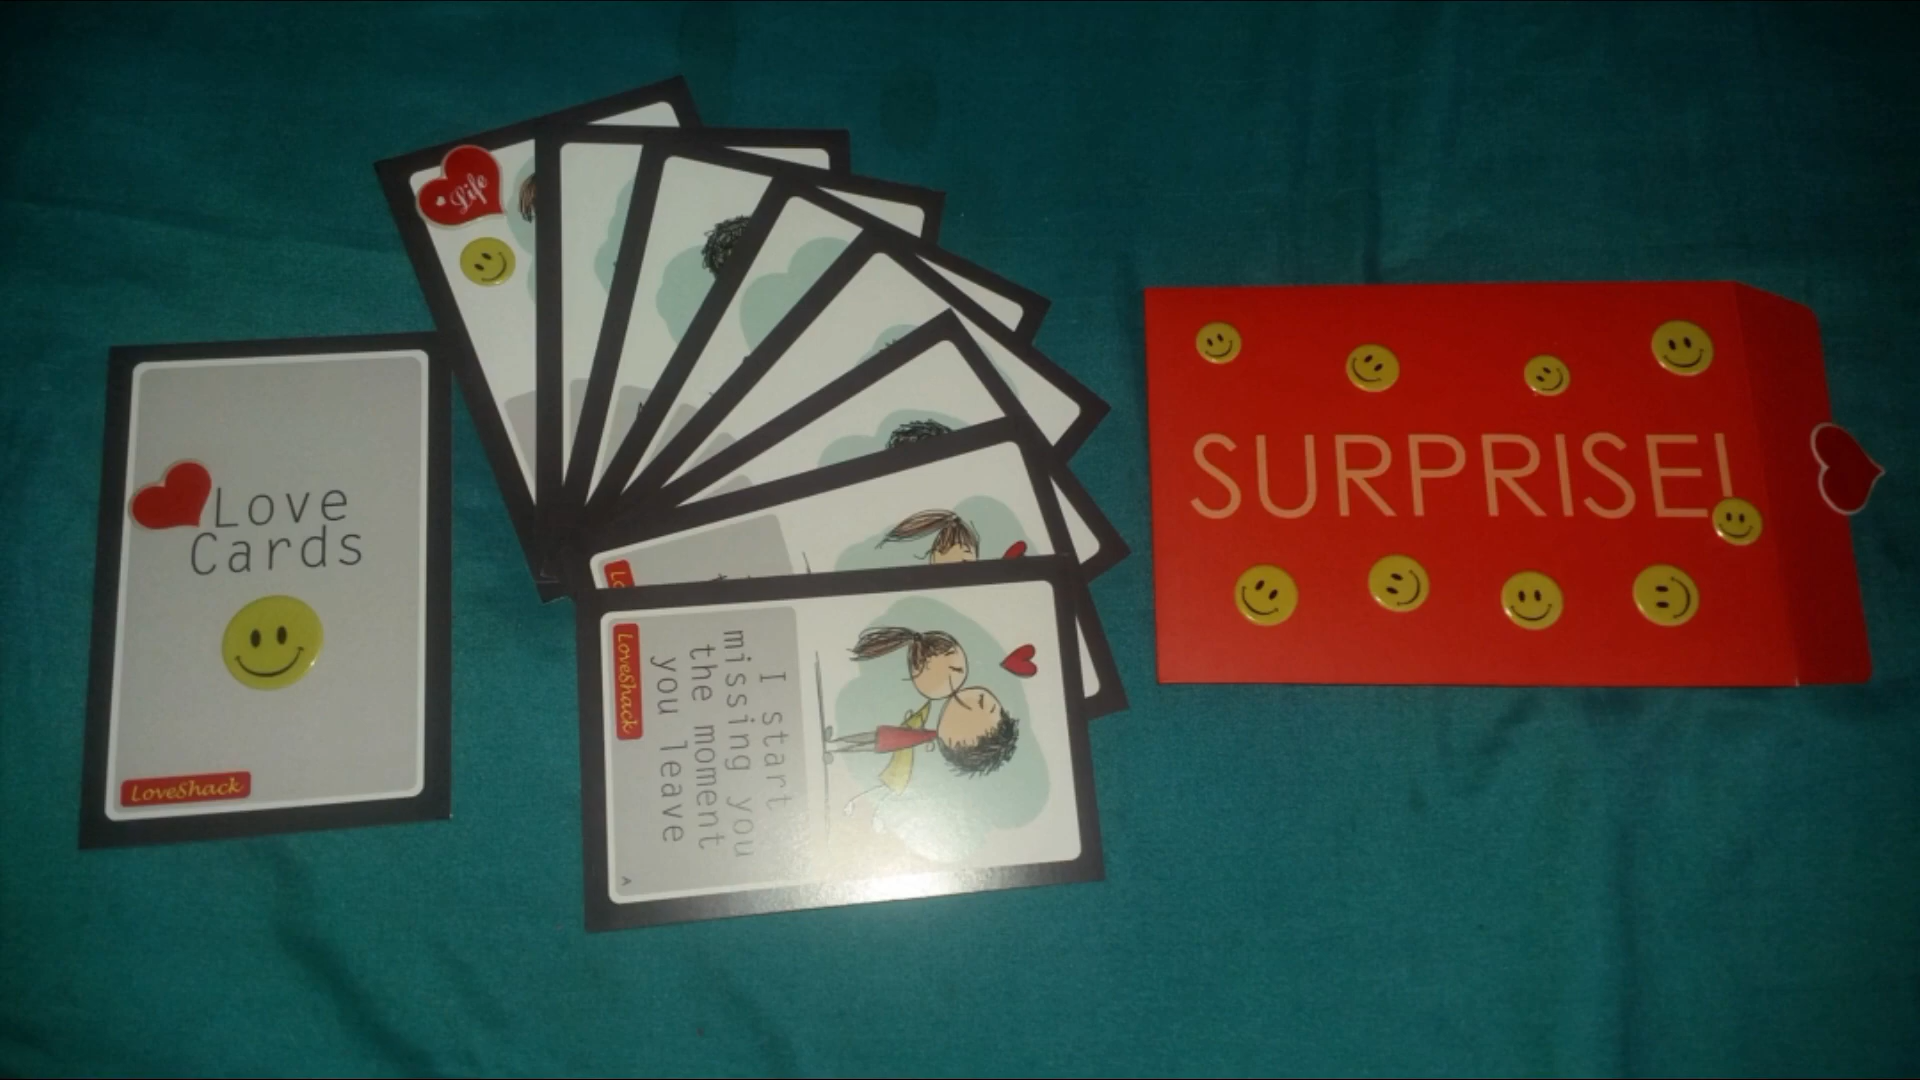 Love
Cards
LoveShack
Life
I start
missing you
the moment
you leave
LoveShack
A
SURPRISE!